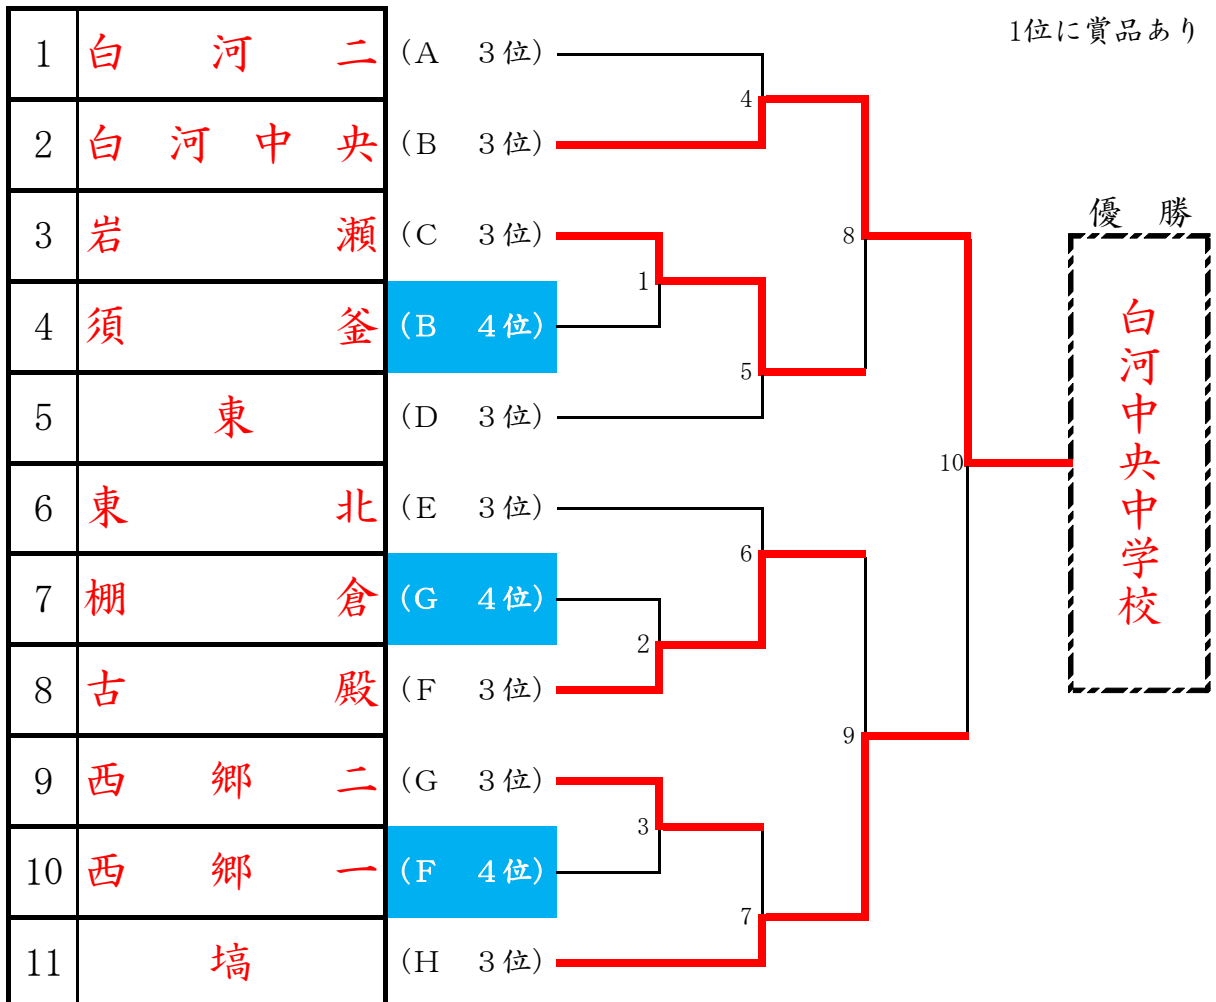 1位に賞品あり
1 白河二 (A 3位)
4
2 白河中央 (B 3位)
優 勝
3 岩瀬 (C 3位)
8
1
4 須釜 (B 4位)
5
5 東 (D 3位)
白河中央中学校
10
6 東北 (E 3位)
6
7 棚倉 (G 4位)
2
8 古殿 (F 3位)
9
9 西郷二 (G 3位)
3
10 西郷一 (F 4位)
7
11 塙 (H 3位)